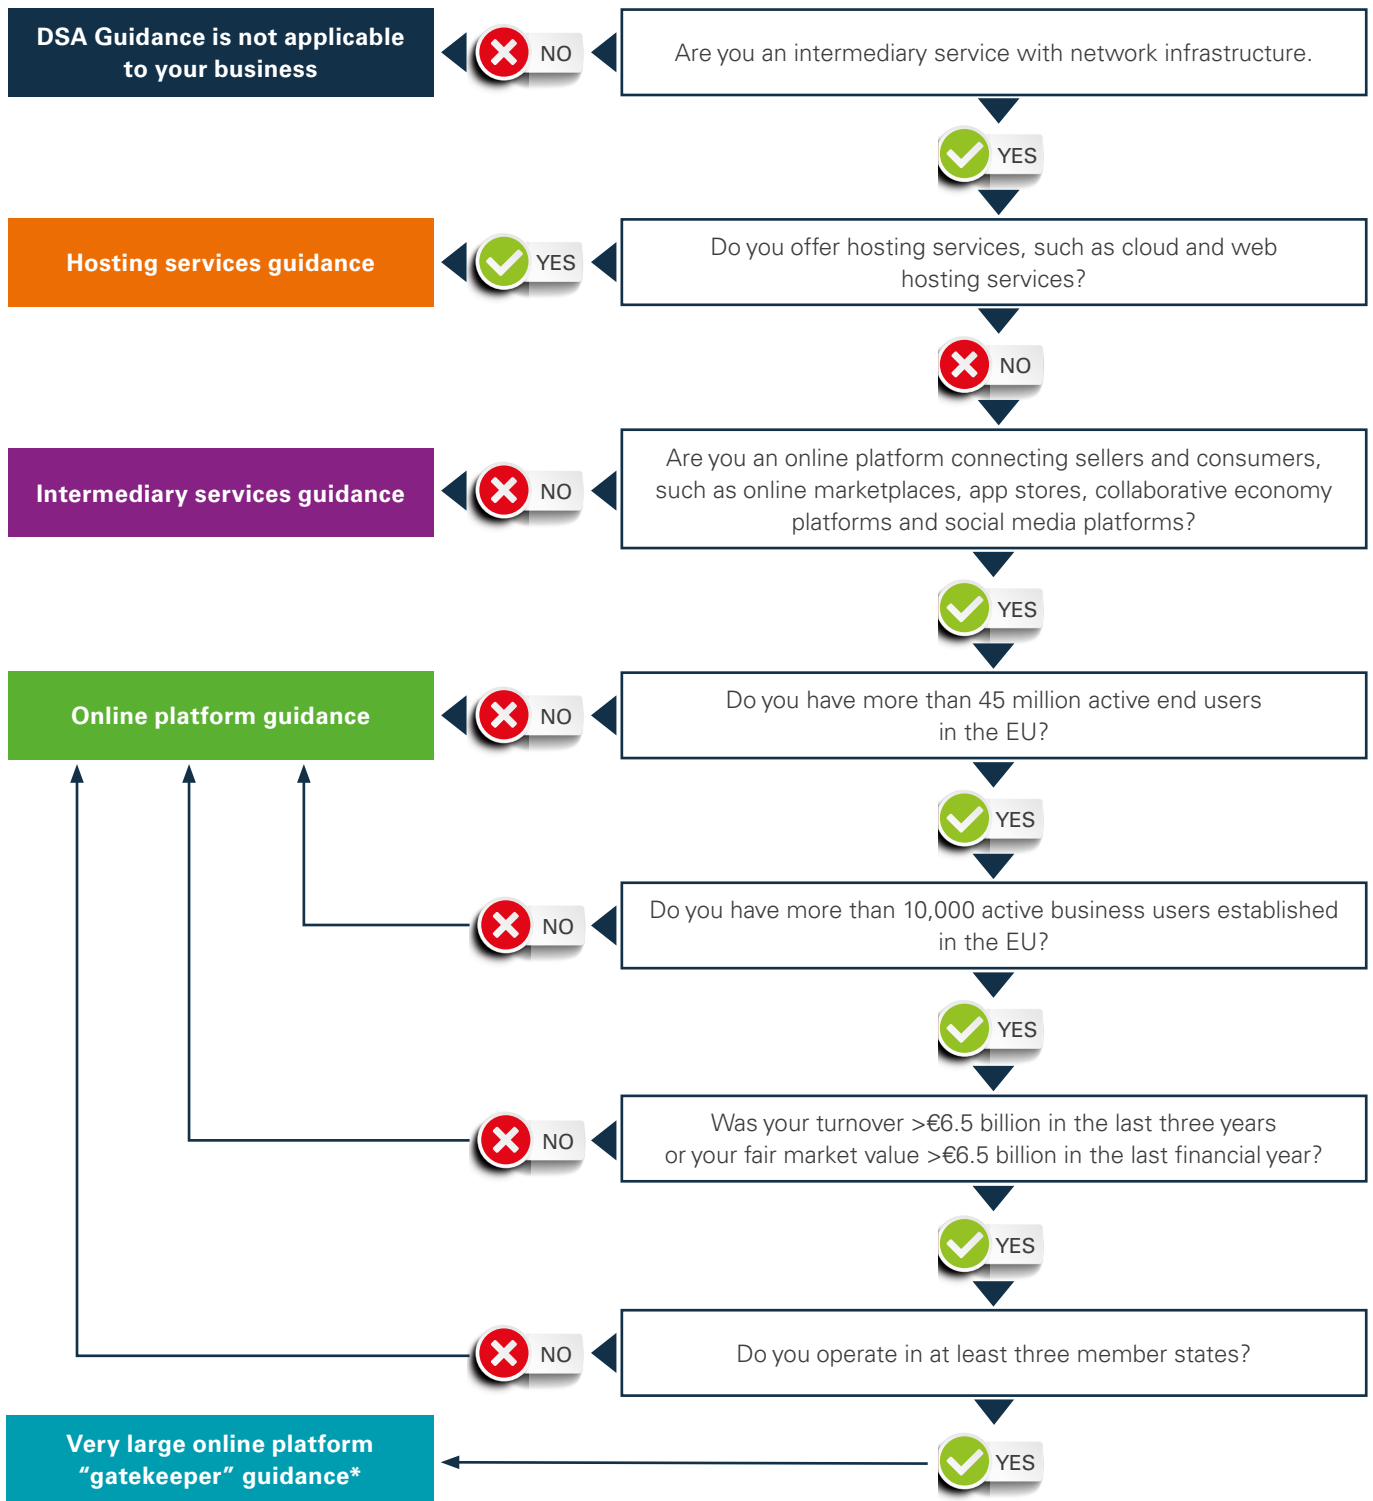 DSA Guidance is not applicable
to your business
NO
Are you an intermediary service with network infrastructure.
YES
Hosting services guidance
YES
Do you offer hosting services, such as cloud and web
hosting services?
NO
Intermediary services guidance
NO
Are you an online platform connecting sellers and consumers,
such as online marketplaces, app stores, collaborative economy
platforms and social media platforms?
YES
Online platform guidance
NO
Do you have more than 45 million active end users
in the EU?
YES
NO
Do you have more than 10,000 active business users established
in the EU?
YES
NO
Was your turnover >€6.5 billion in the last three years
or your fair market value >€6.5 billion in the last financial year?
YES
NO
Do you operate in at least three member states?
Very large online platform
“gatekeeper” guidance*
YES